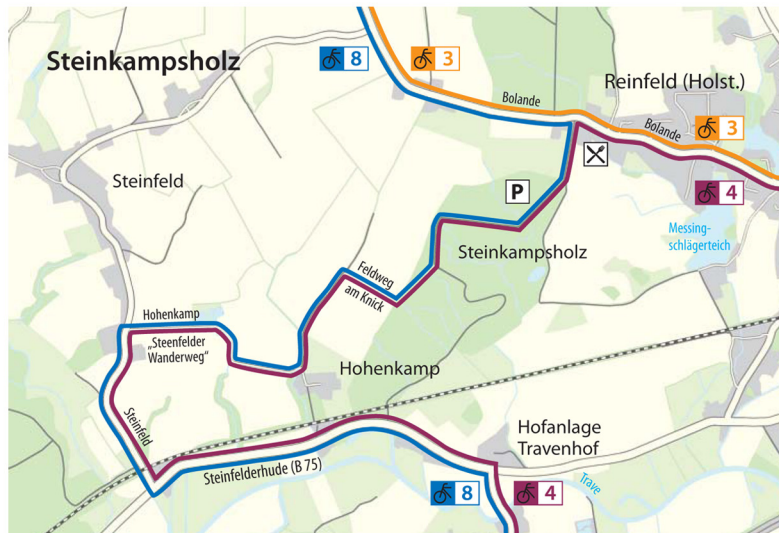 Steinkampsholz
8
3
Bolande
Reinfeld (Holst.)
Bolande
3
4
Steinfeld
P
Messing-
schlägerteich
Steinkampsholz
Feldweg
am Knick
Hohenkamp
„Steenfelder
Wanderweg“
Hohenkamp
Steinfeld
Hofanlage
Travenhof
Steinfelderhude (B 75)
8
4
Trave